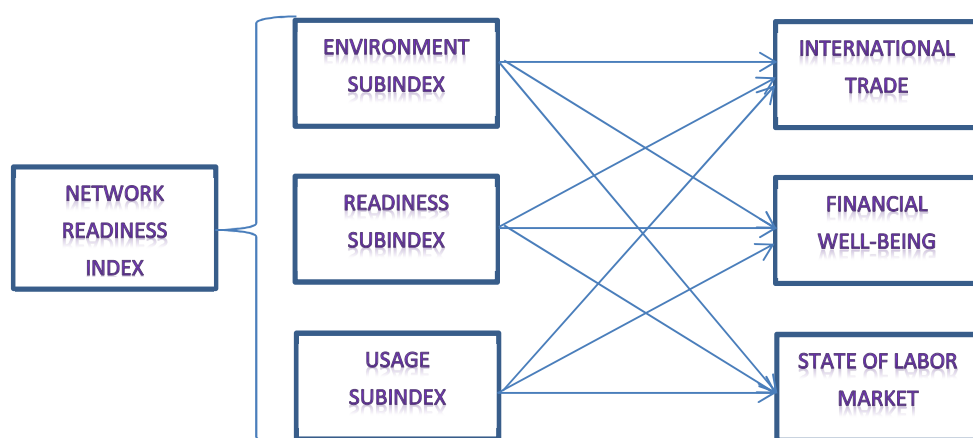 NETWORK
READINESS
INDEX
ENVIRONMENT
SUBINDEX
READINESS
SUBINDEX
USAGE
SUBINDEX
INTERNATIONAL
TRADE
FINANCIAL
WELL-BEING
STATE OF LABOR
MARKET